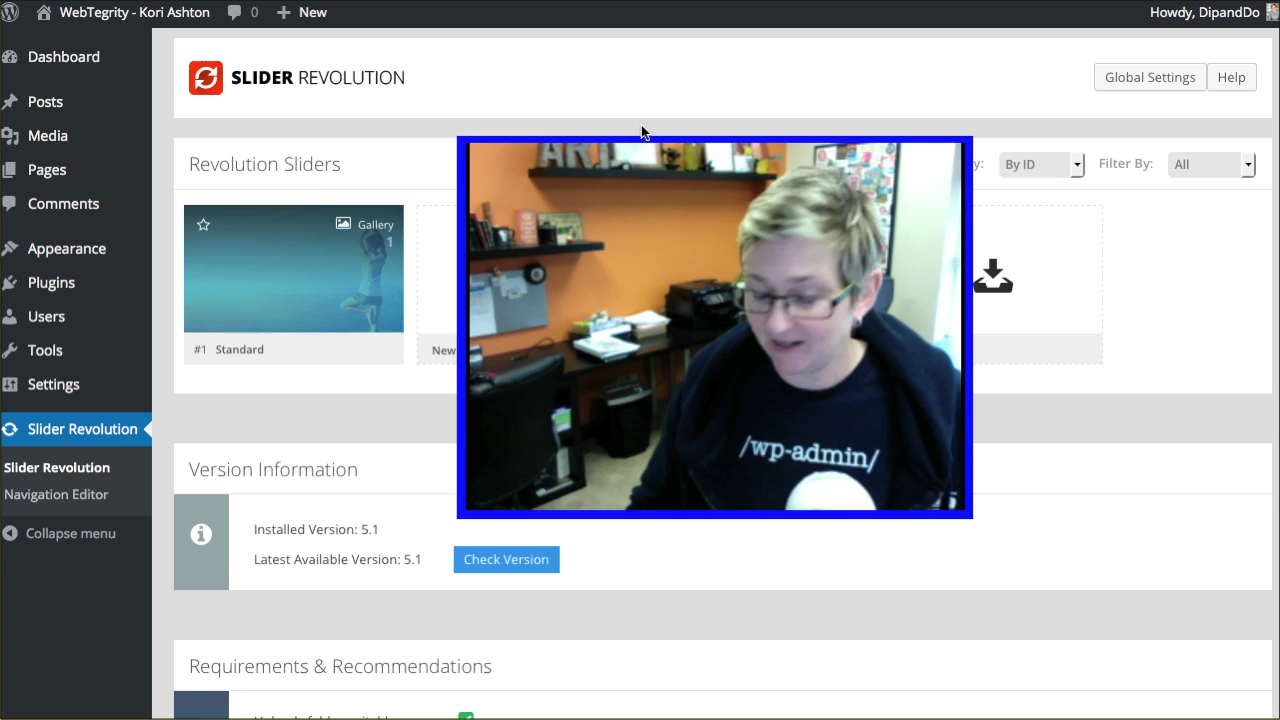 WebTegrity - Kori Ashton 0 New Howdy, DipandDo
Dashboard
Posts
Media
Pages
Comments
Appearance
Plugins
Users
Tools
Settings
Slider Revolution
Slider Revolution
Navigation Editor
Collapse menu
SLIDER REVOLUTION
Global Settings Help
Revolution Sliders
y: By ID Filter By: All
Gallery
1
#1 Standard
New
/wp-admin/
Version Information
Installed Version: 5.1
Latest Available Version: 5.1 Check Version
Requirements & Recommendations